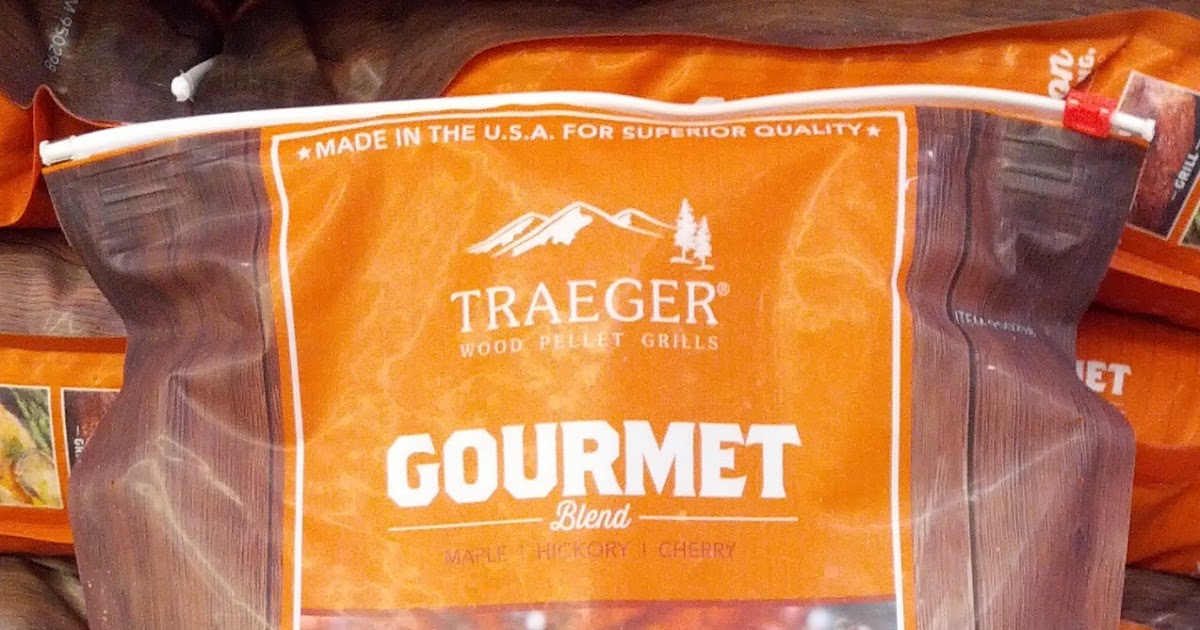 ★MADE IN THE U.S.A. FOR SUPERIOR QUALITY★
TRAEGER®
WOOD PELLET GRILLS
GOURMET
Blend
MAPLE | HICKORY | CHERRY